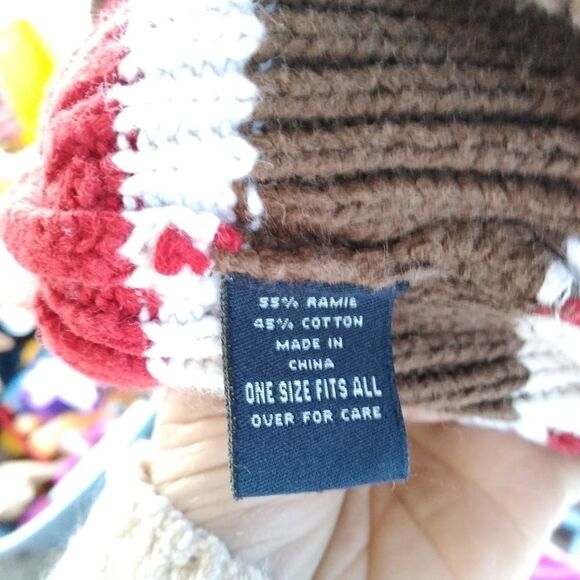 55% RAMIE
45% COTTON
MADE IN
CHINA
ONE SIZE FITS ALL
OVER FOR CARE